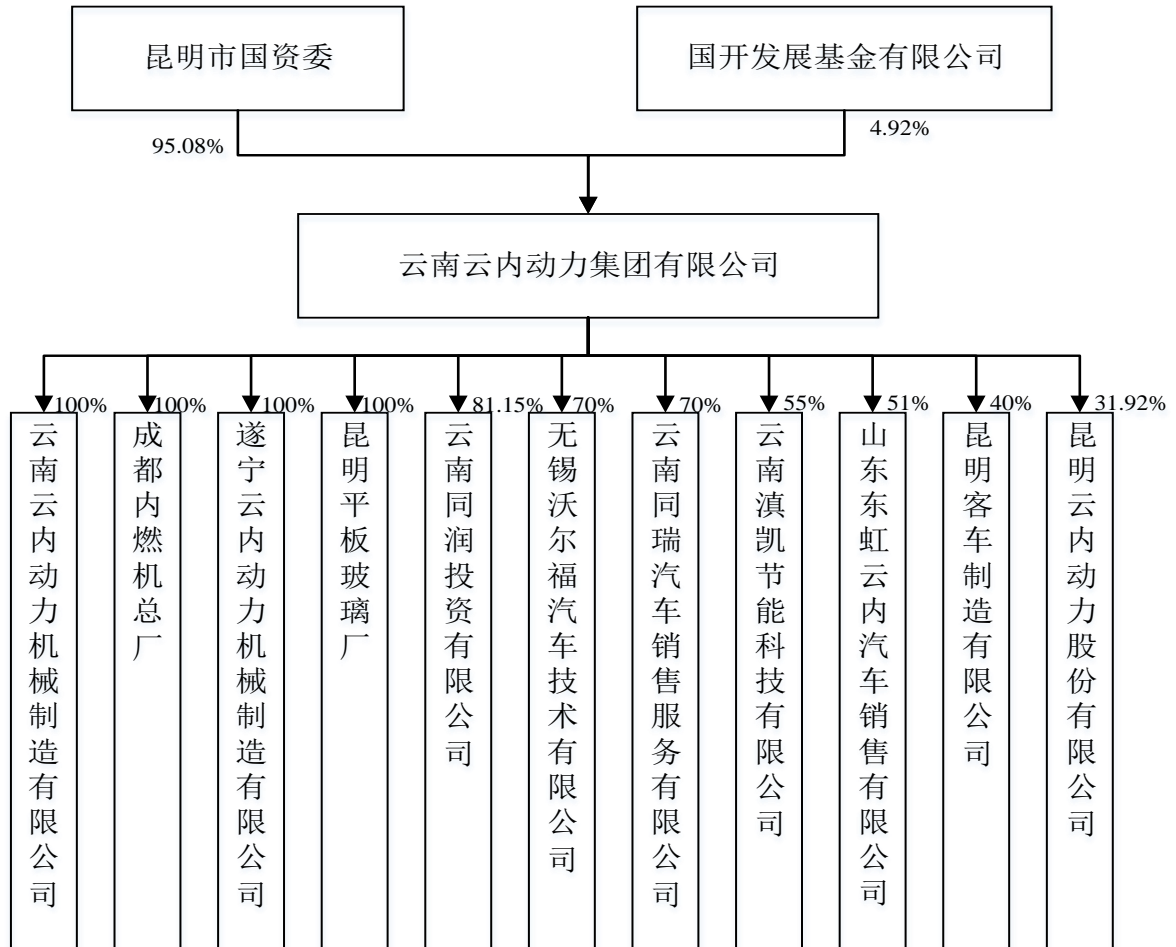 昆明市国资委
国开发展基金有限公司
95.08%
4.92%
云南云内动力集团有限公司
100%
云南云内动力机械制造有限公司
100%
成都内燃机总厂
100%
遂宁云内动力机械制造有限公司
100%
昆明平板玻璃厂
81.15%
云南同润投资有限公司
70%
无锡沃尔福汽车技术有限公司
70%
云南同瑞汽车销售服务有限公司
55%
云南滇凯节能科技有限公司
51%
山东东虹云内汽车销售有限公司
40%
昆明客车制造有限公司
31.92%
昆明云内动力股份有限公司